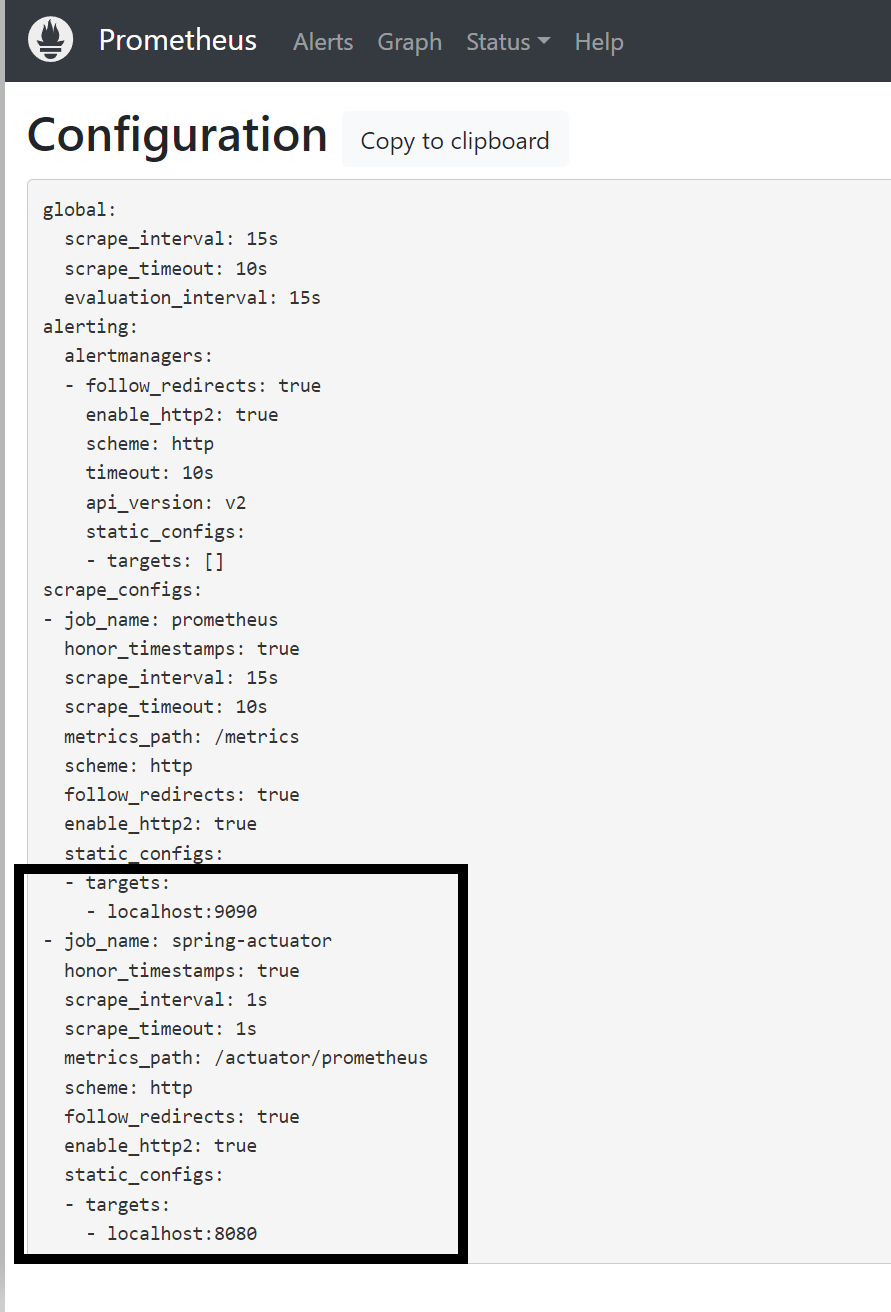 Prometheus Alerts Graph Status Help
Configuration Copy to clipboard
global:
  scrape_interval: 15s
  scrape_timeout: 10s
  evaluation_interval: 15s
alerting:
  alertmanagers:
  - follow_redirects: true
    enable_http2: true
    scheme: http
    timeout: 10s
    api_version: v2
    static_configs:
    - targets: []
scrape_configs:
- job_name: prometheus
  honor_timestamps: true
  scrape_interval: 15s
  scrape_timeout: 10s
  metrics_path: /metrics
  scheme: http
  follow_redirects: true
  enable_http2: true
  static_configs:
  - targets:
    - localhost:9090
- job_name: spring-actuator
  honor_timestamps: true
  scrape_interval: 1s
  scrape_timeout: 1s
  metrics_path: /actuator/prometheus
  scheme: http
  follow_redirects: true
  enable_http2: true
  static_configs:
  - targets:
    - localhost:8080